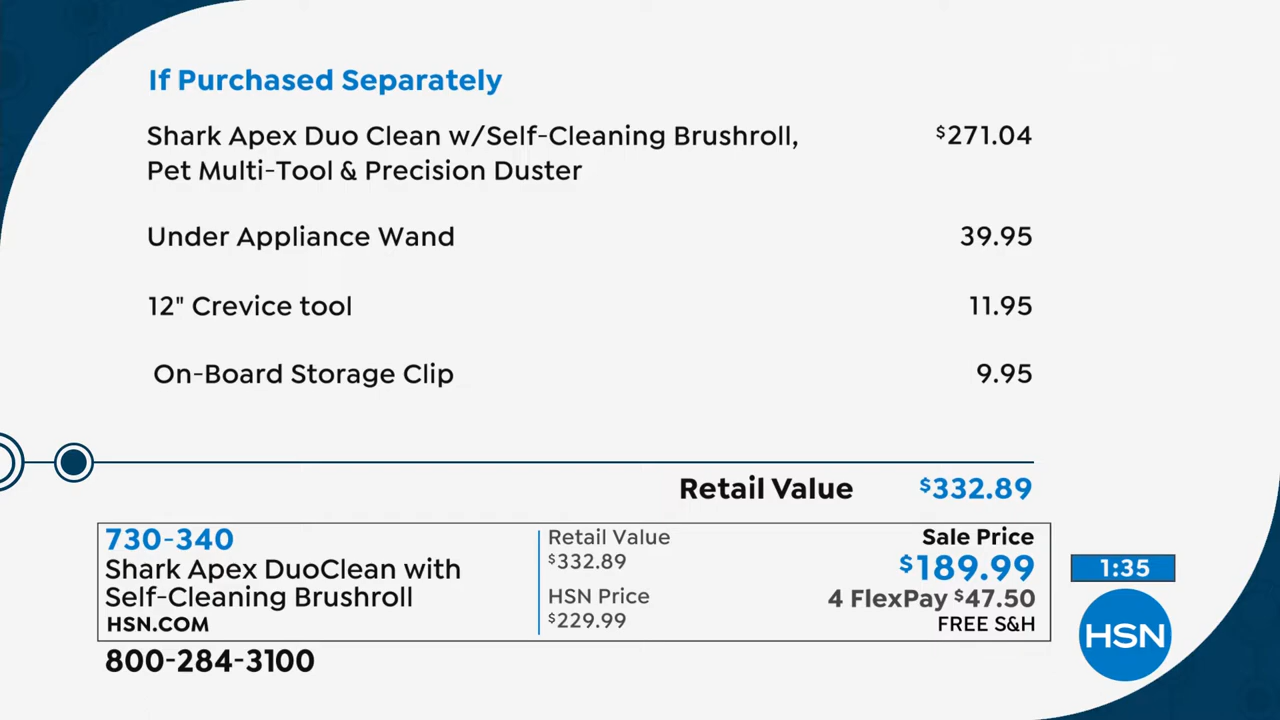 If Purchased Separately
Shark Apex Duo Clean w/Self-Cleaning Brushroll, $271.04
Pet Multi-Tool & Precision Duster
Under Appliance Wand 39.95
12" Crevice tool 11.95
On-Board Storage Clip 9.95
Retail Value $332.89
730-340
Shark Apex DuoClean with
Self-Cleaning Brushroll
HSN.COM
Retail Value
$332.89
HSN Price
$229.99
Sale Price
$189.99
4 FlexPay $47.50
FREE S&H
1:35
HSN
800-284-3100